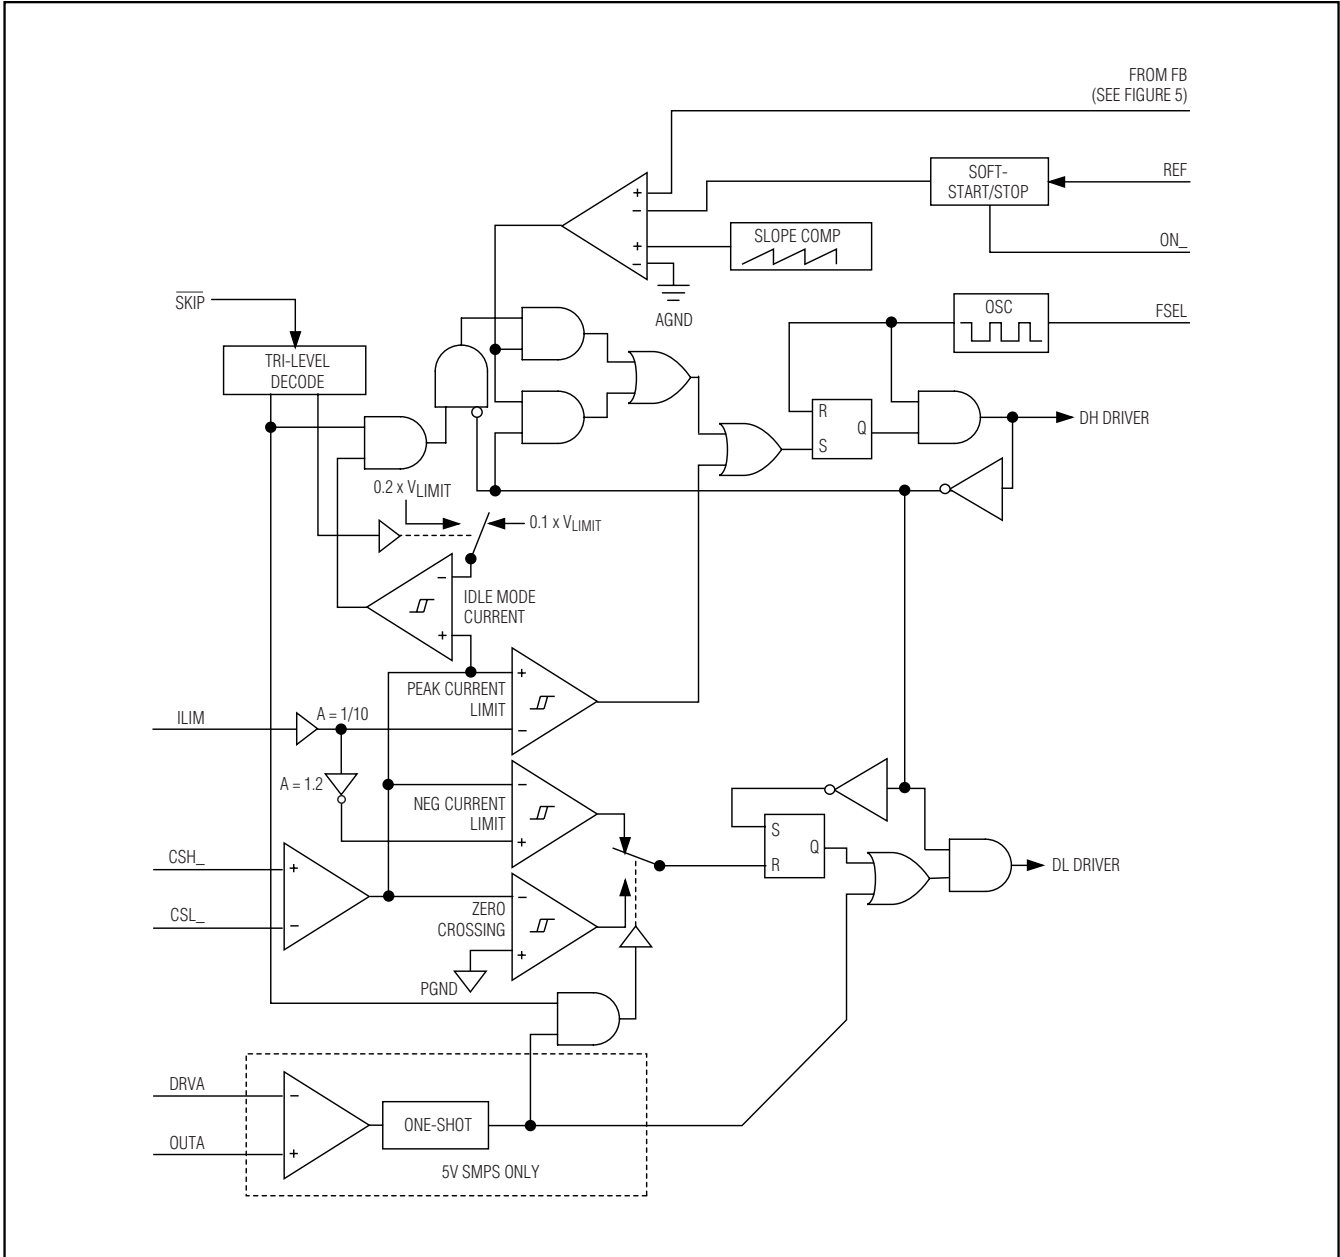 FROM FB
(SEE FIGURE 5)
SOFT-
START/STOP
REF
+
−
SLOPE COMP
ON_
+
−
SKIP
AGND
OSC
FSEL
TRI-LEVEL
DECODE
R
Q
S
DH DRIVER
0.2 x VLIMIT
0.1 x VLIMIT
−
IDLE MODE
CURRENT
+
PEAK CURRENT
LIMIT
+
−
ILIM
A = 1/10
A = 1.2
NEG CURRENT
LIMIT
−
+
S
Q
R
DL DRIVER
CSH_
+
CSL_
−
ZERO
CROSSING
−
+
PGND
DRVA
−
ONE-SHOT
OUTA
+
5V SMPS ONLY